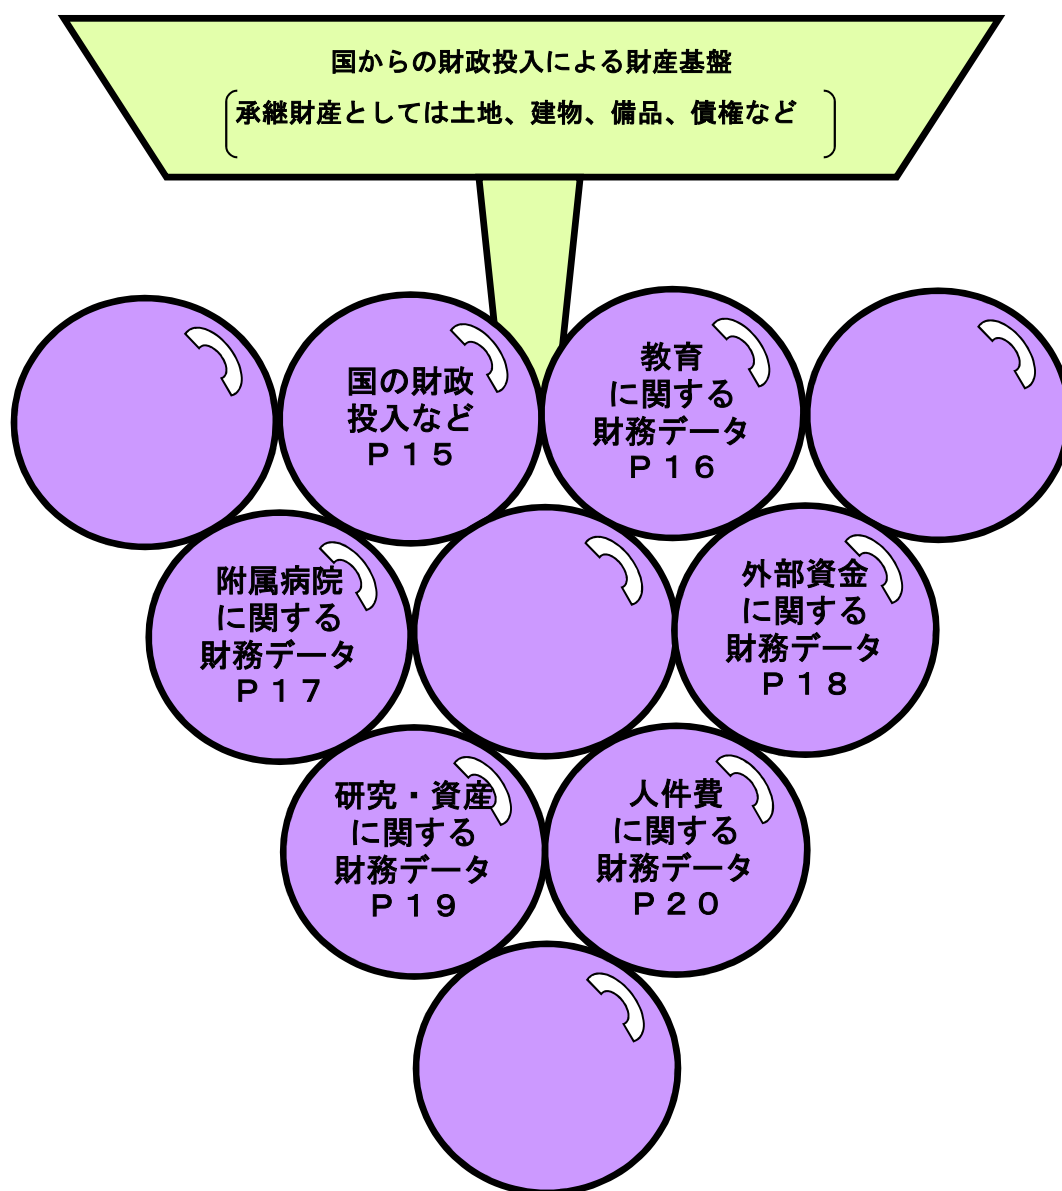 国からの財政投入による財産基盤
承継財産としては土地、建物、備品、債権など
国の財政
投入など
Ｐ１５
教育
に関する
財務データ
Ｐ１６
附属病院
に関する
財務データ
Ｐ１７
外部資金
に関する
財務データ
Ｐ１８
研究・資産
に関する
財務データ
Ｐ１９
人件費
に関する
財務データ
Ｐ２０